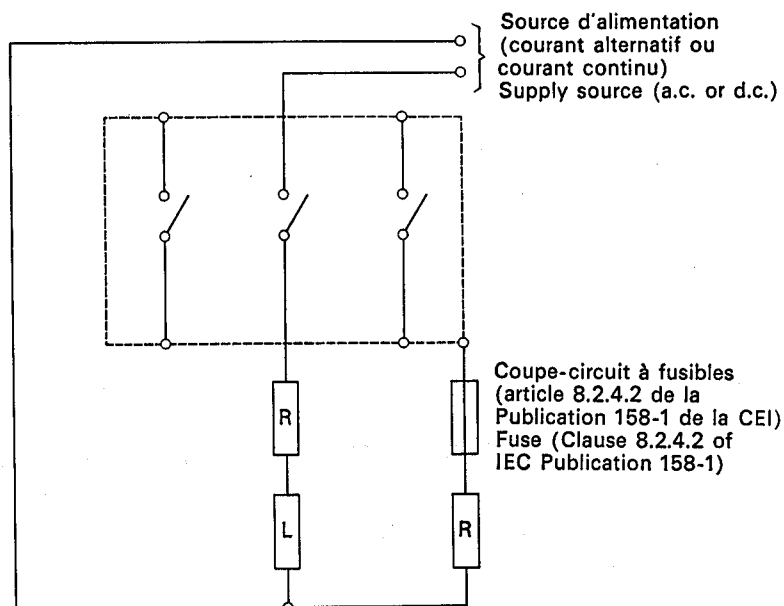 Source d'alimentation
(courant alternatif ou
courant continu)
Supply source (a.c. or d.c.)
Coupe-circuit à fusibles
(article 8.2.4.2 de la
Publication 158-1 de la CEI)
Fuse (Clause 8.2.4.2 of
IEC Publication 158-1)
R
L
R